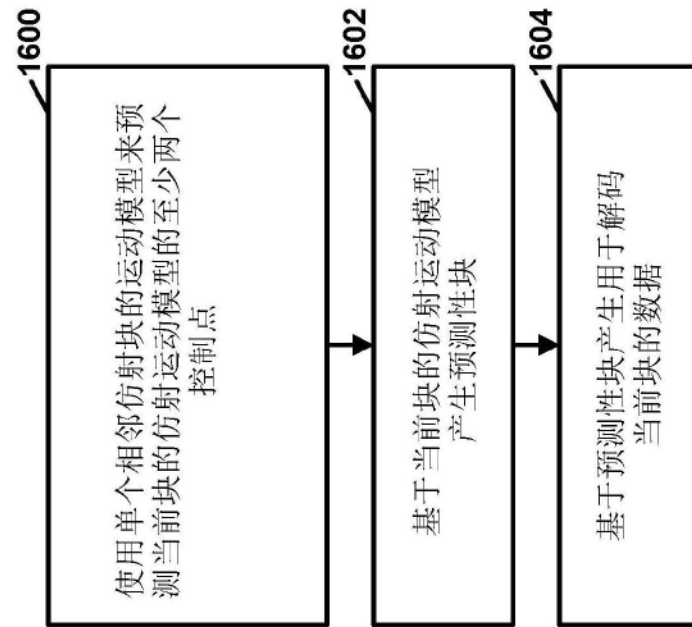 1600
使用单个相邻仿射块的运动模型来预
测当前块的仿射运动模型的至少两个
控制点
1602
基于当前块的仿射运动模型
产生预测性块
1604
基于预测性块产生用于解码
当前块的数据